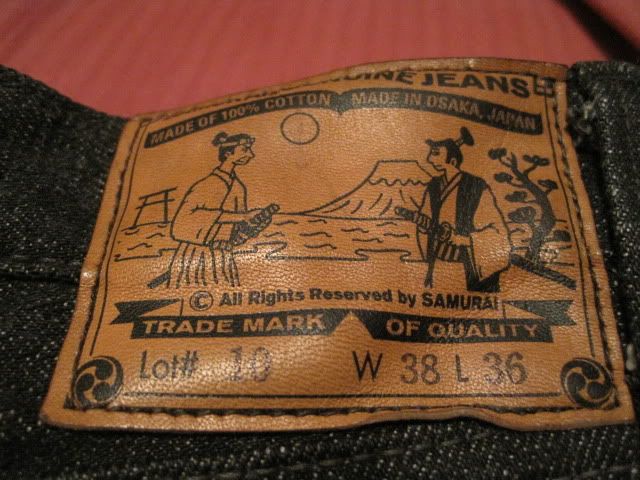 JEANS
MADE OF 100% COTTON MADE IN OSAKA, JAPAN
© All Rights Reserved by SAMURAI
TRADE MARK OF QUALITY
Lot# 10 W 38 L 36